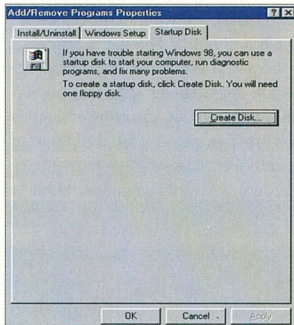 Add/Remove Programs Properties
Install/Uninstall Windows Setup Startup Disk
If you have trouble starting Windows 98, you can use a
startup disk to start your computer, run diagnostic
programs, and fix many problems.
To create a startup disk, click Create Disk. You will need
one floppy disk.
Create Disk...
OK Cancel Apply